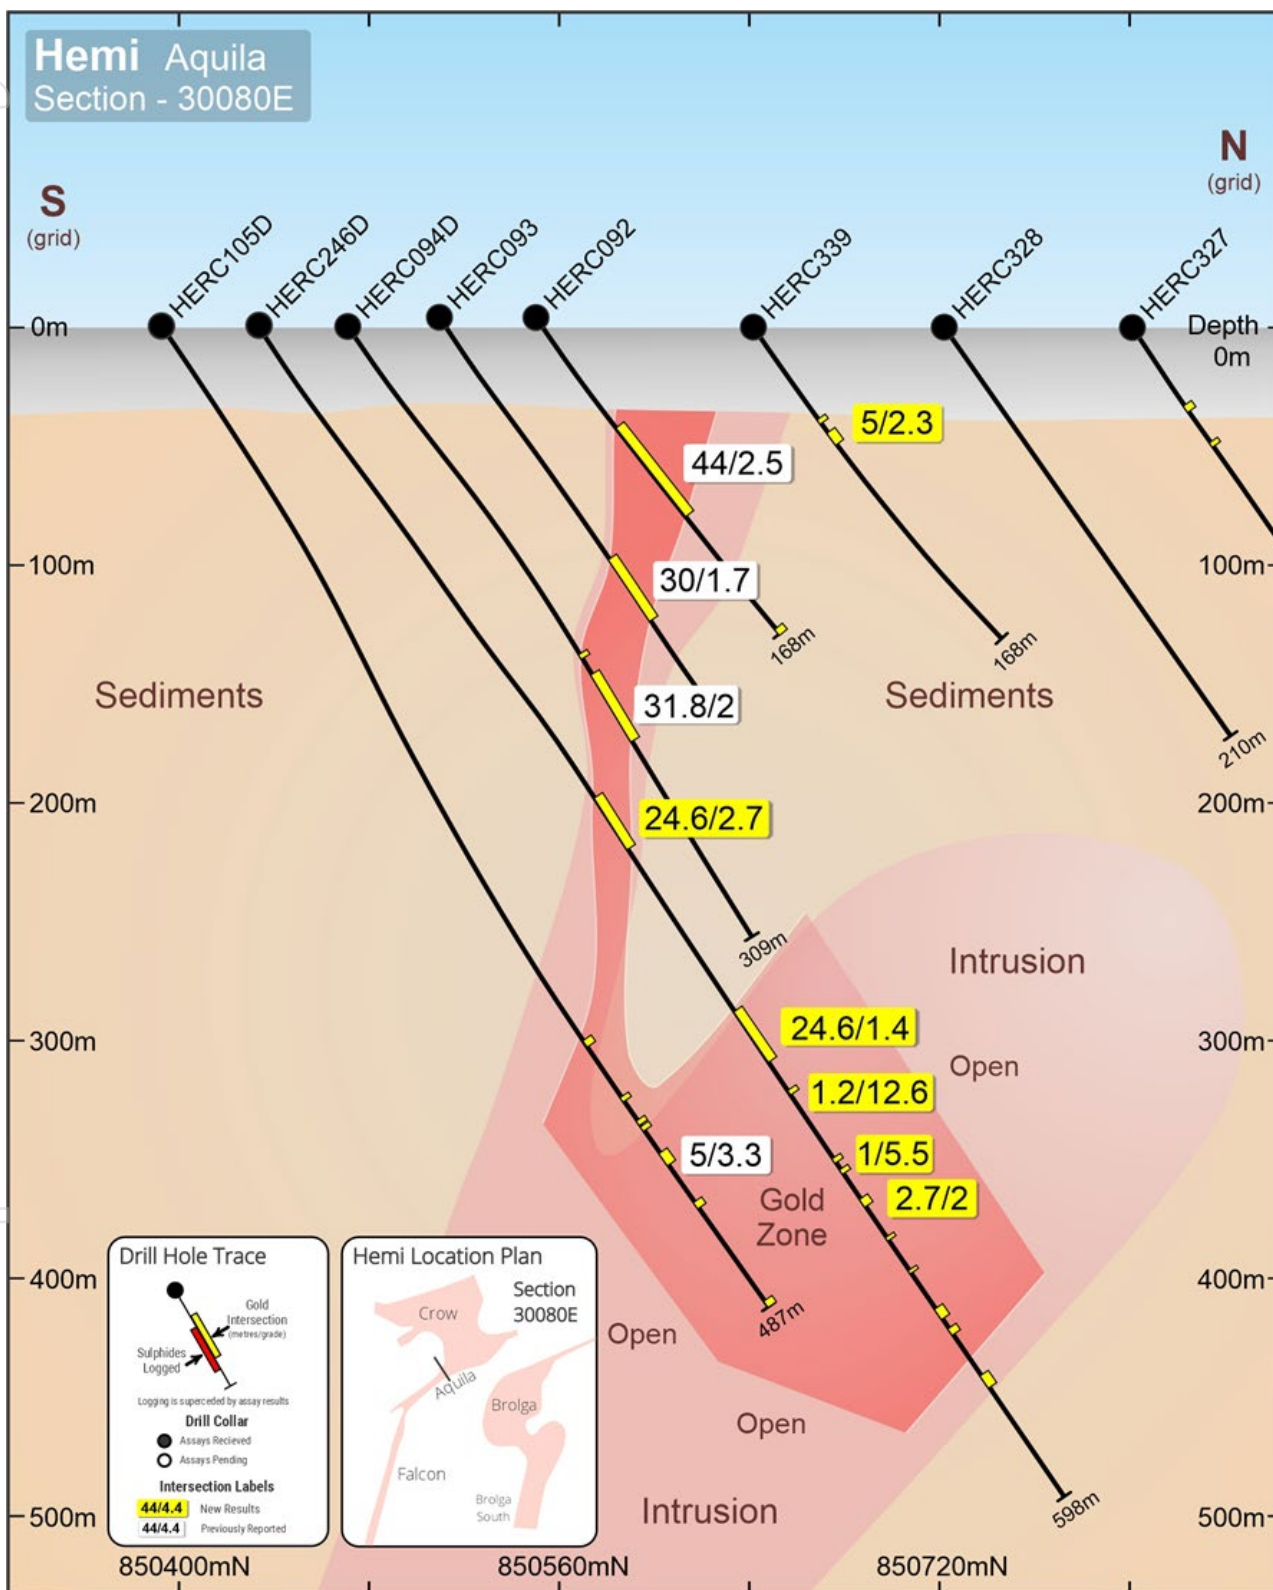 Hemi Aquila
Section - 30080E
S
(grid)
N
(grid)
HERC105D
HERC246D
HERC094D
HERC093
HERC092
HERC339
HERC328
HERC327
0m
Depth
0m
5/2.3
44/2.5
100m
30/1.7
100m
168m
168m
Sediments
31.8/2
Sediments
210m
200m
24.6/2.7
200m
309m
Intrusion
300m
24.6/1.4
300m
Open
1.2/12.6
5/3.3
1/5.5
Gold
Zone
2.7/2
400m
400m
487m
Open
Open
Intrusion
598m
500m
500m
850400mN
850560mN
850720mN
Drill Hole Trace
Gold
Intersection
(metres/grade)
Sulphides
Logged
Logging is superceded by assay results
Drill Collar
Assays Recieved
Assays Pending
Intersection Labels
44/4.4 New Results
44/4.4 Previously Reported
Hemi Location Plan
Section
30080E
Crow
Aquila
Brolga
Falcon
Brolga
South